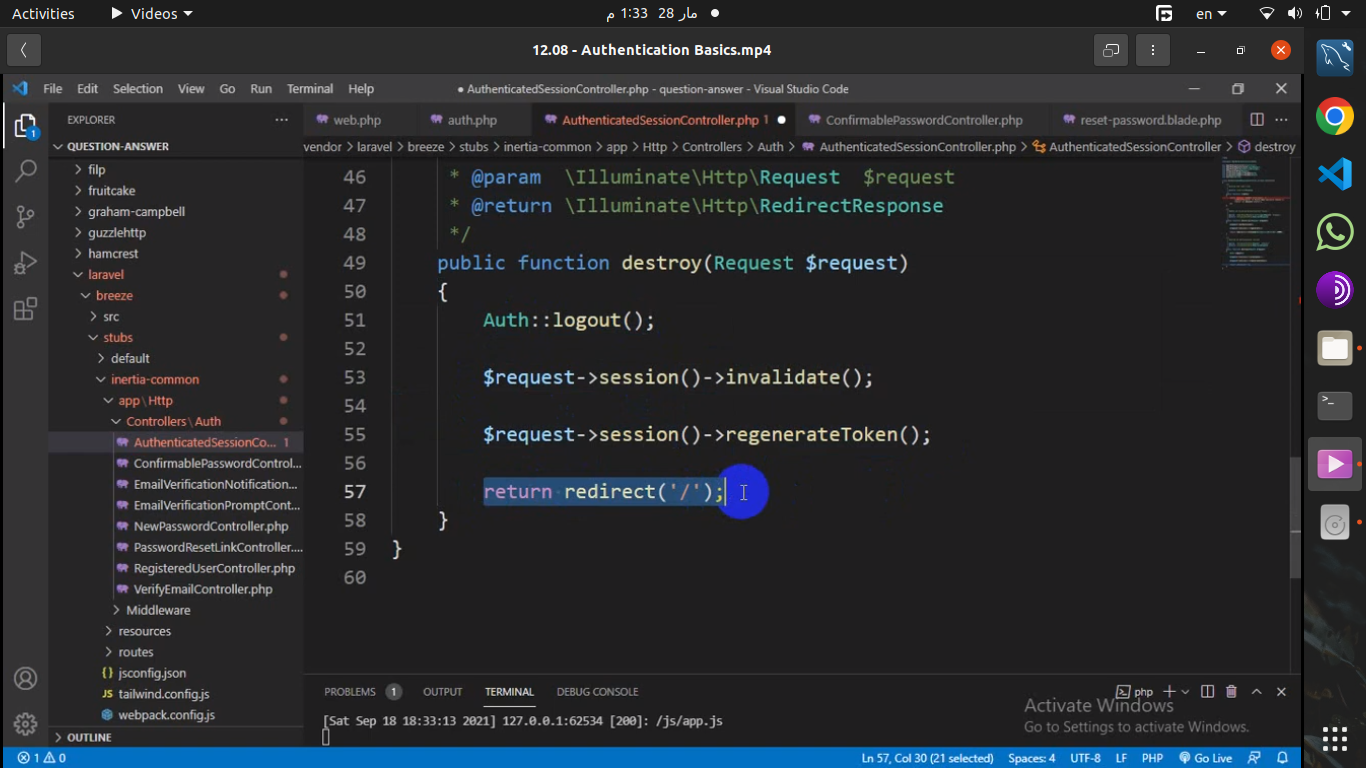 Activities Videos 1:33 م 28 مار en
12.08 - Authentication Basics.mp4
File Edit Selection View Go Run Terminal Help ● AuthenticatedSessionController.php - question-answer - Visual Studio Code
EXPLORER ··· web.php auth.php AuthenticatedSessionController.php 1 ConfirmablePasswordController.php reset-password.blade.php ···
QUESTION-ANSWER
vendor > laravel > breeze > stubs > inertia-common > app > Http > Controllers > Auth > AuthenticatedSessionController.php > AuthenticatedSessionController > destroy
filp
fruitcake
graham-campbell
guzzlehttp
hamcrest
laravel
breeze
src
stubs
default
inertia-common
app\Http
Controllers\Auth
AuthenticatedSessionCo... 1
ConfirmablePasswordControl...
EmailVerificationNotification...
EmailVerificationPromptCont...
NewPasswordController.php
PasswordResetLinkController....
RegisteredUserController.php
VerifyEmailController.php
Middleware
resources
routes
jsconfig.json
tailwind.config.js
webpack.config.js
OUTLINE
46 * @param \Illuminate\Http\Request $request
47 * @return \Illuminate\Http\RedirectResponse
48 */
49 public function destroy(Request $request)
50 {
51 Auth::logout();
52
53 $request->session()->invalidate();
54
55 $request->session()->regenerateToken();
56
57 return redirect('/');
58 }
59 }
60
PROBLEMS 1 OUTPUT TERMINAL DEBUG CONSOLE php
[Sat Sep 18 18:33:13 2021] 127.0.0.1:62534 [200]: /js/app.js
Activate Windows
Go to Settings to activate Windows.
1 0 Ln 57, Col 30 (21 selected) Spaces: 4 UTF-8 LF PHP Go Live